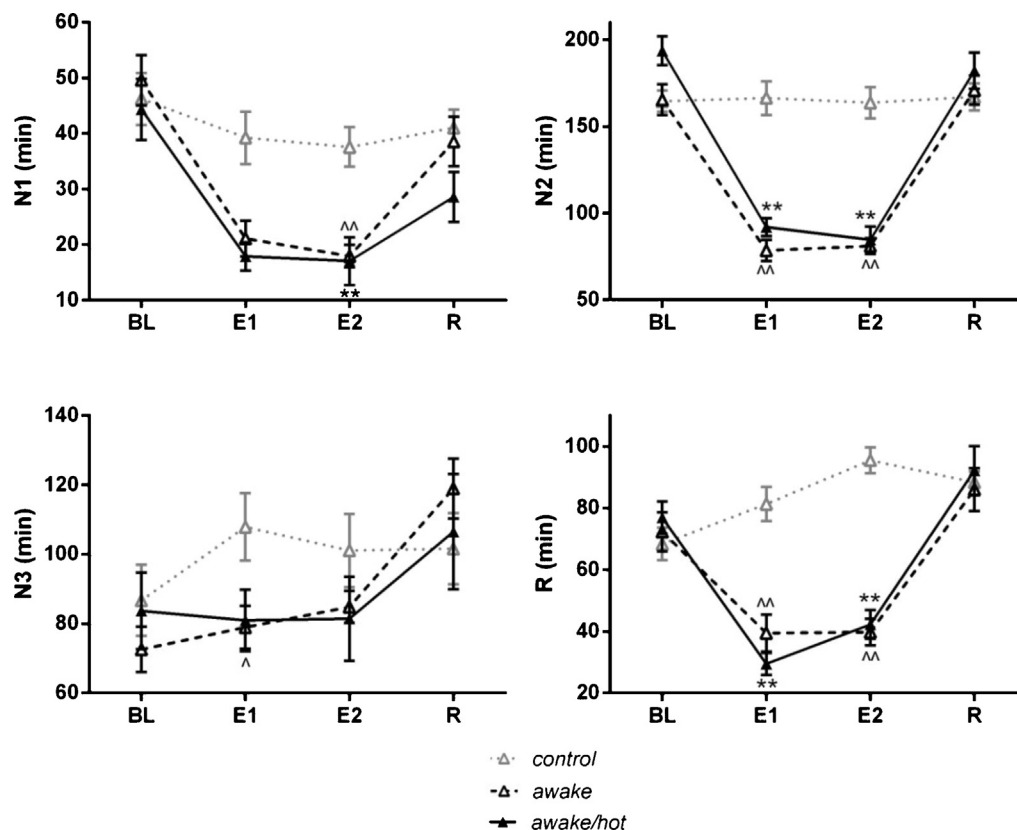 N1 (min)
60
50
40
30
20
10
^^
**
BL E1 E2 R
N2 (min)
200
150
100
50
** **
^^ ^^
BL E1 E2 R
N3 (min)
140
120
100
80
60
^
BL E1 E2 R
R (min)
100
80
60
40
20
^^ **
** ^^
BL E1 E2 R
control
awake
awake/hot